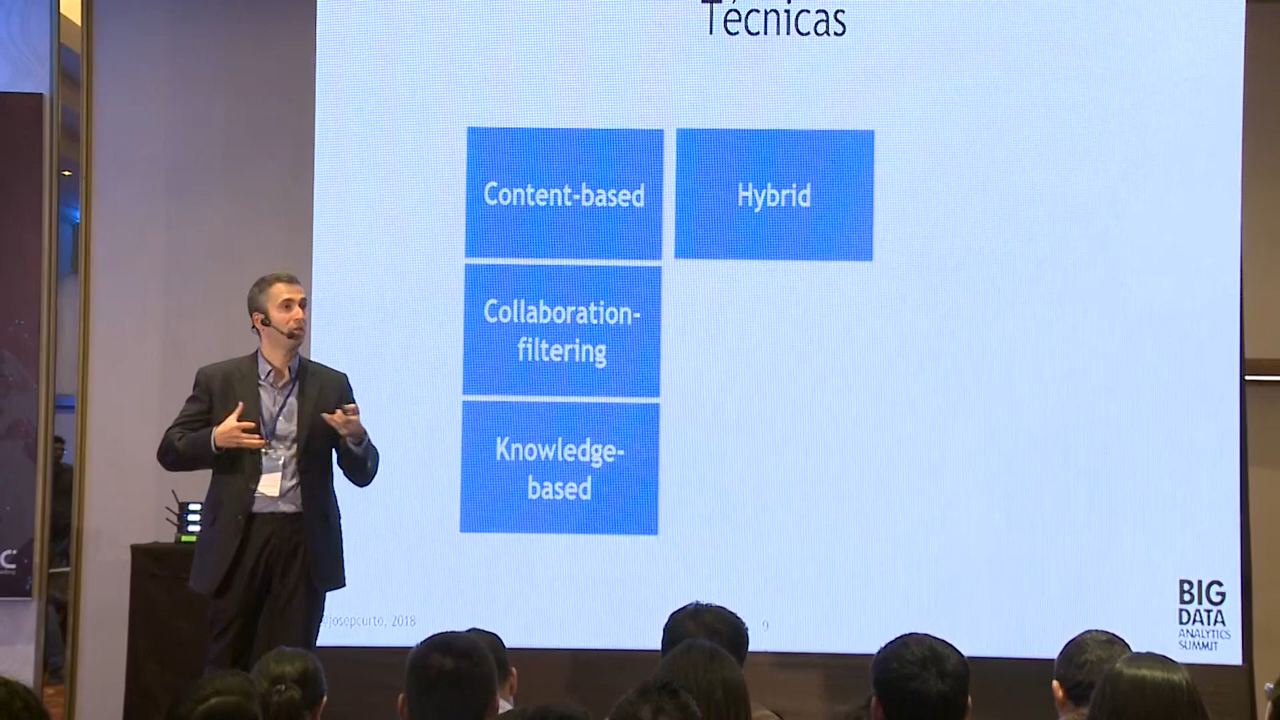 Técnicas
Content-based
Hybrid
Collaboration-
filtering
Knowledge-
based
@josepcurto, 2018
9
BIG
DATA
ANALYTICS
SUMMIT
C